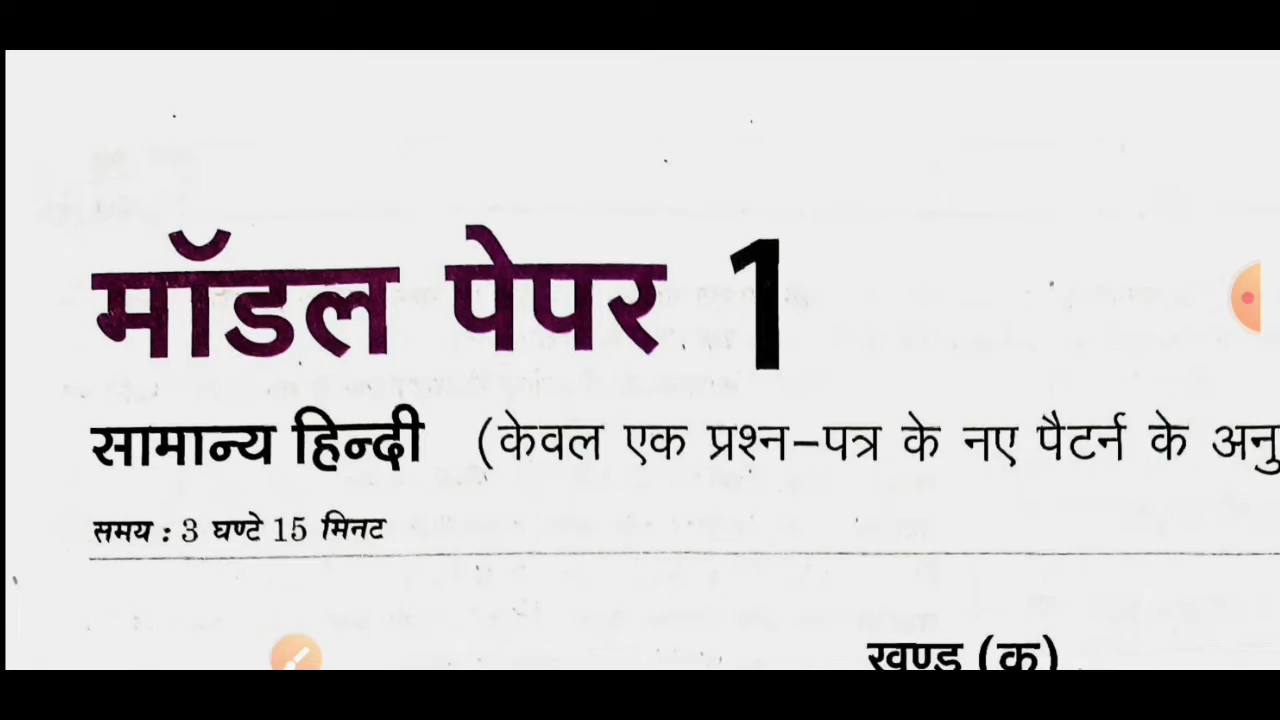 मॉडल पेपर 1
सामान्य हिन्दी (केवल एक प्रश्न-पत्र के नए पैटर्न के अनु
समय : 3 घण्टे 15 मिनट
खण्ड (क)